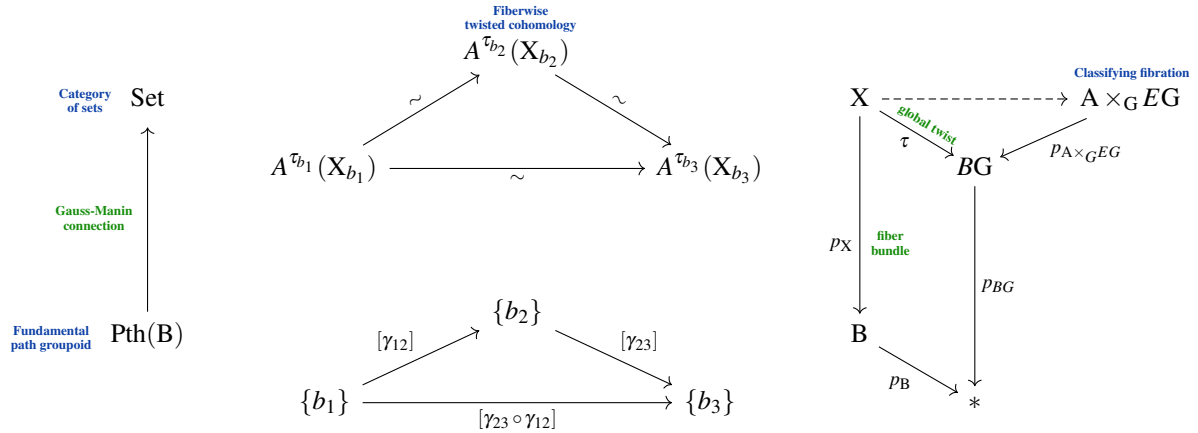 Category
of sets
Set
Gauss-Manin
connection
Fundamental
path groupoid
Pth(B)
Fiberwise
twisted cohomology
A^{τ_{b_2}}(X_{b_2})
∼
∼
A^{τ_{b_1}}(X_{b_1})
∼
A^{τ_{b_3}}(X_{b_3})
{b_2}
[γ_{12}]
[γ_{23}]
{b_1}
[γ_{23} ∘ γ_{12}]
{b_3}
Classifying fibration
X
A ×_G EG
global twist
τ
p_{A×_G EG}
BG
p_X
fiber
bundle
p_{BG}
B
p_B
*